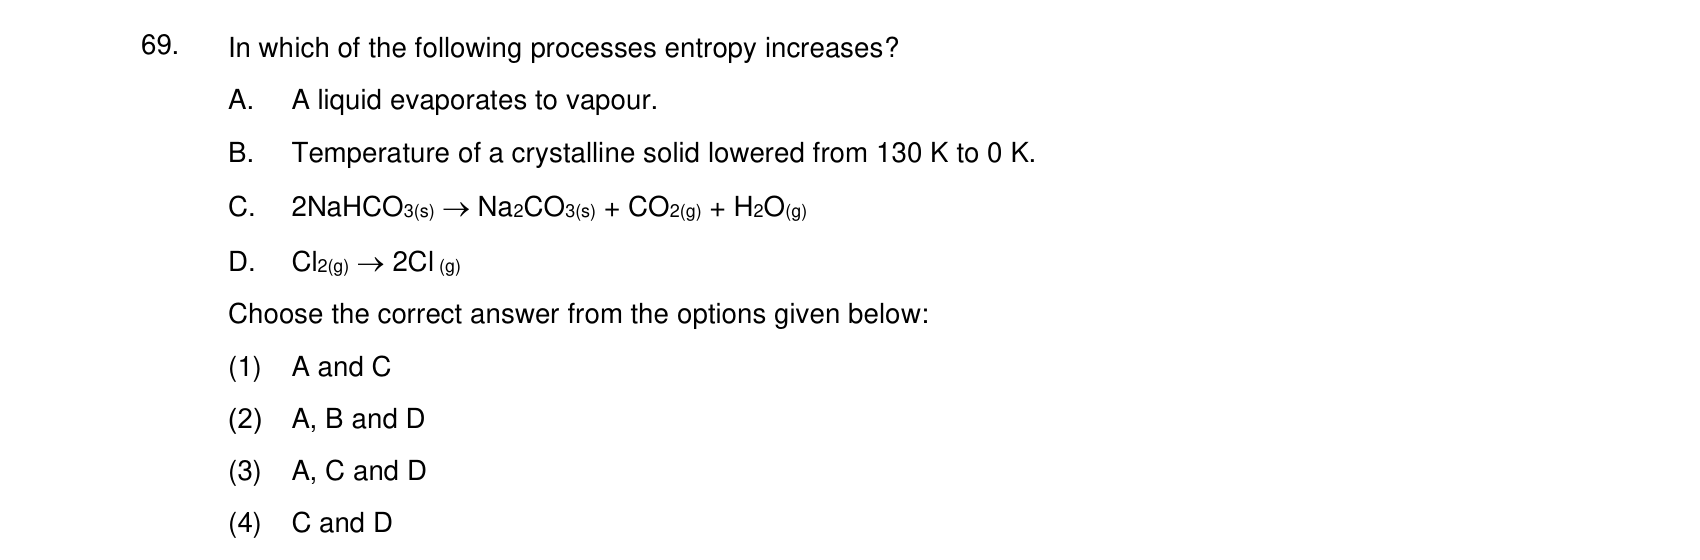 69. In which of the following processes entropy increases?
A. A liquid evaporates to vapour.
B. Temperature of a crystalline solid lowered from 130 K to 0 K.
C. 2NaHCO3(s) → Na2CO3(s) + CO2(g) + H2O(g)
D. Cl2(g) → 2Cl (g)
Choose the correct answer from the options given below:
(1) A and C
(2) A, B and D
(3) A, C and D
(4) C and D